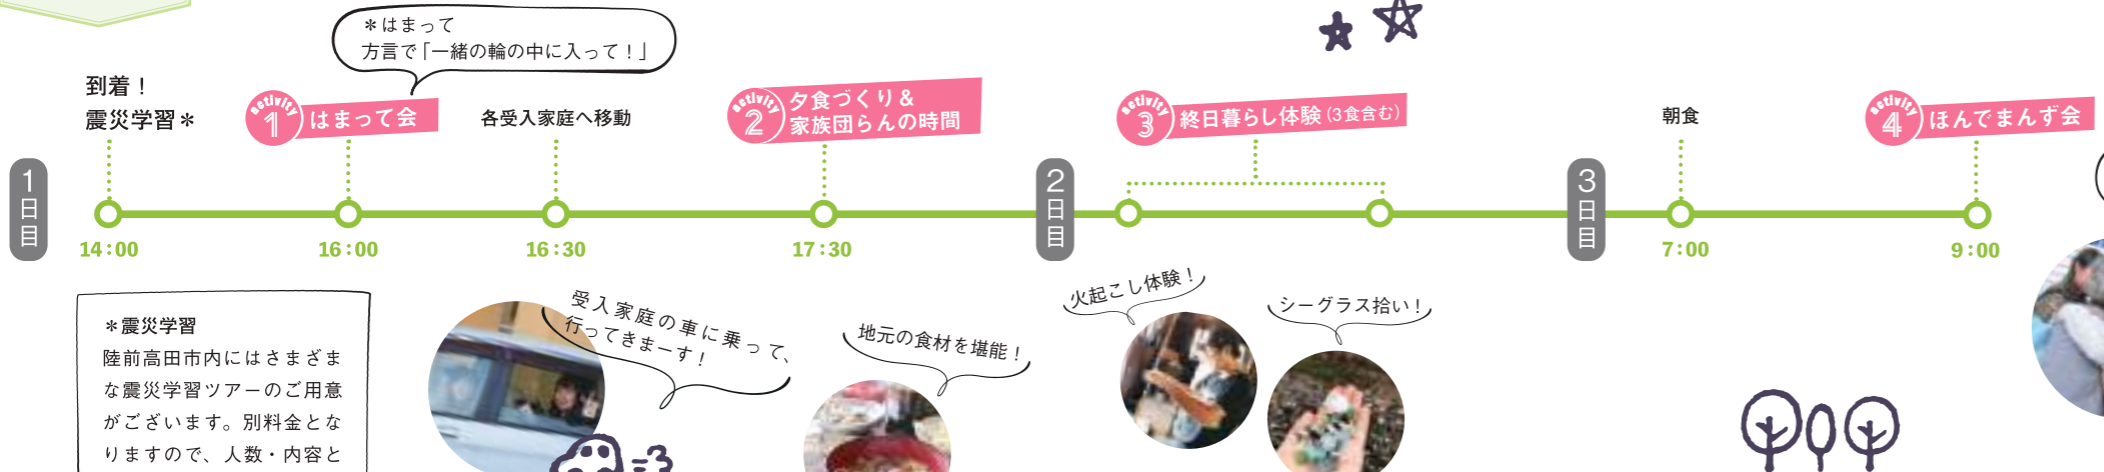 ＊はまって
方言で「一緒の輪の中に入って！」
到着！
震災学習＊
activity 1 はまって会
各受入家庭へ移動
activity 2 夕食づくり＆
家族団らんの時間
activity 3 終日暮らし体験（3食含む）
朝食
activity 4 ほんでまんず会
1日目
2日目
3日目
14：00
16：00
16：30
17：30
7：00
9：00
＊震災学習
陸前高田市内にはさまざま
な震災学習ツアーのご用意
がございます。別料金とな
りますので、人数・内容と
受入家庭の車に乗って、
行ってきまーす！
地元の食材を堪能！
火起こし体験！
シーグラス拾い！